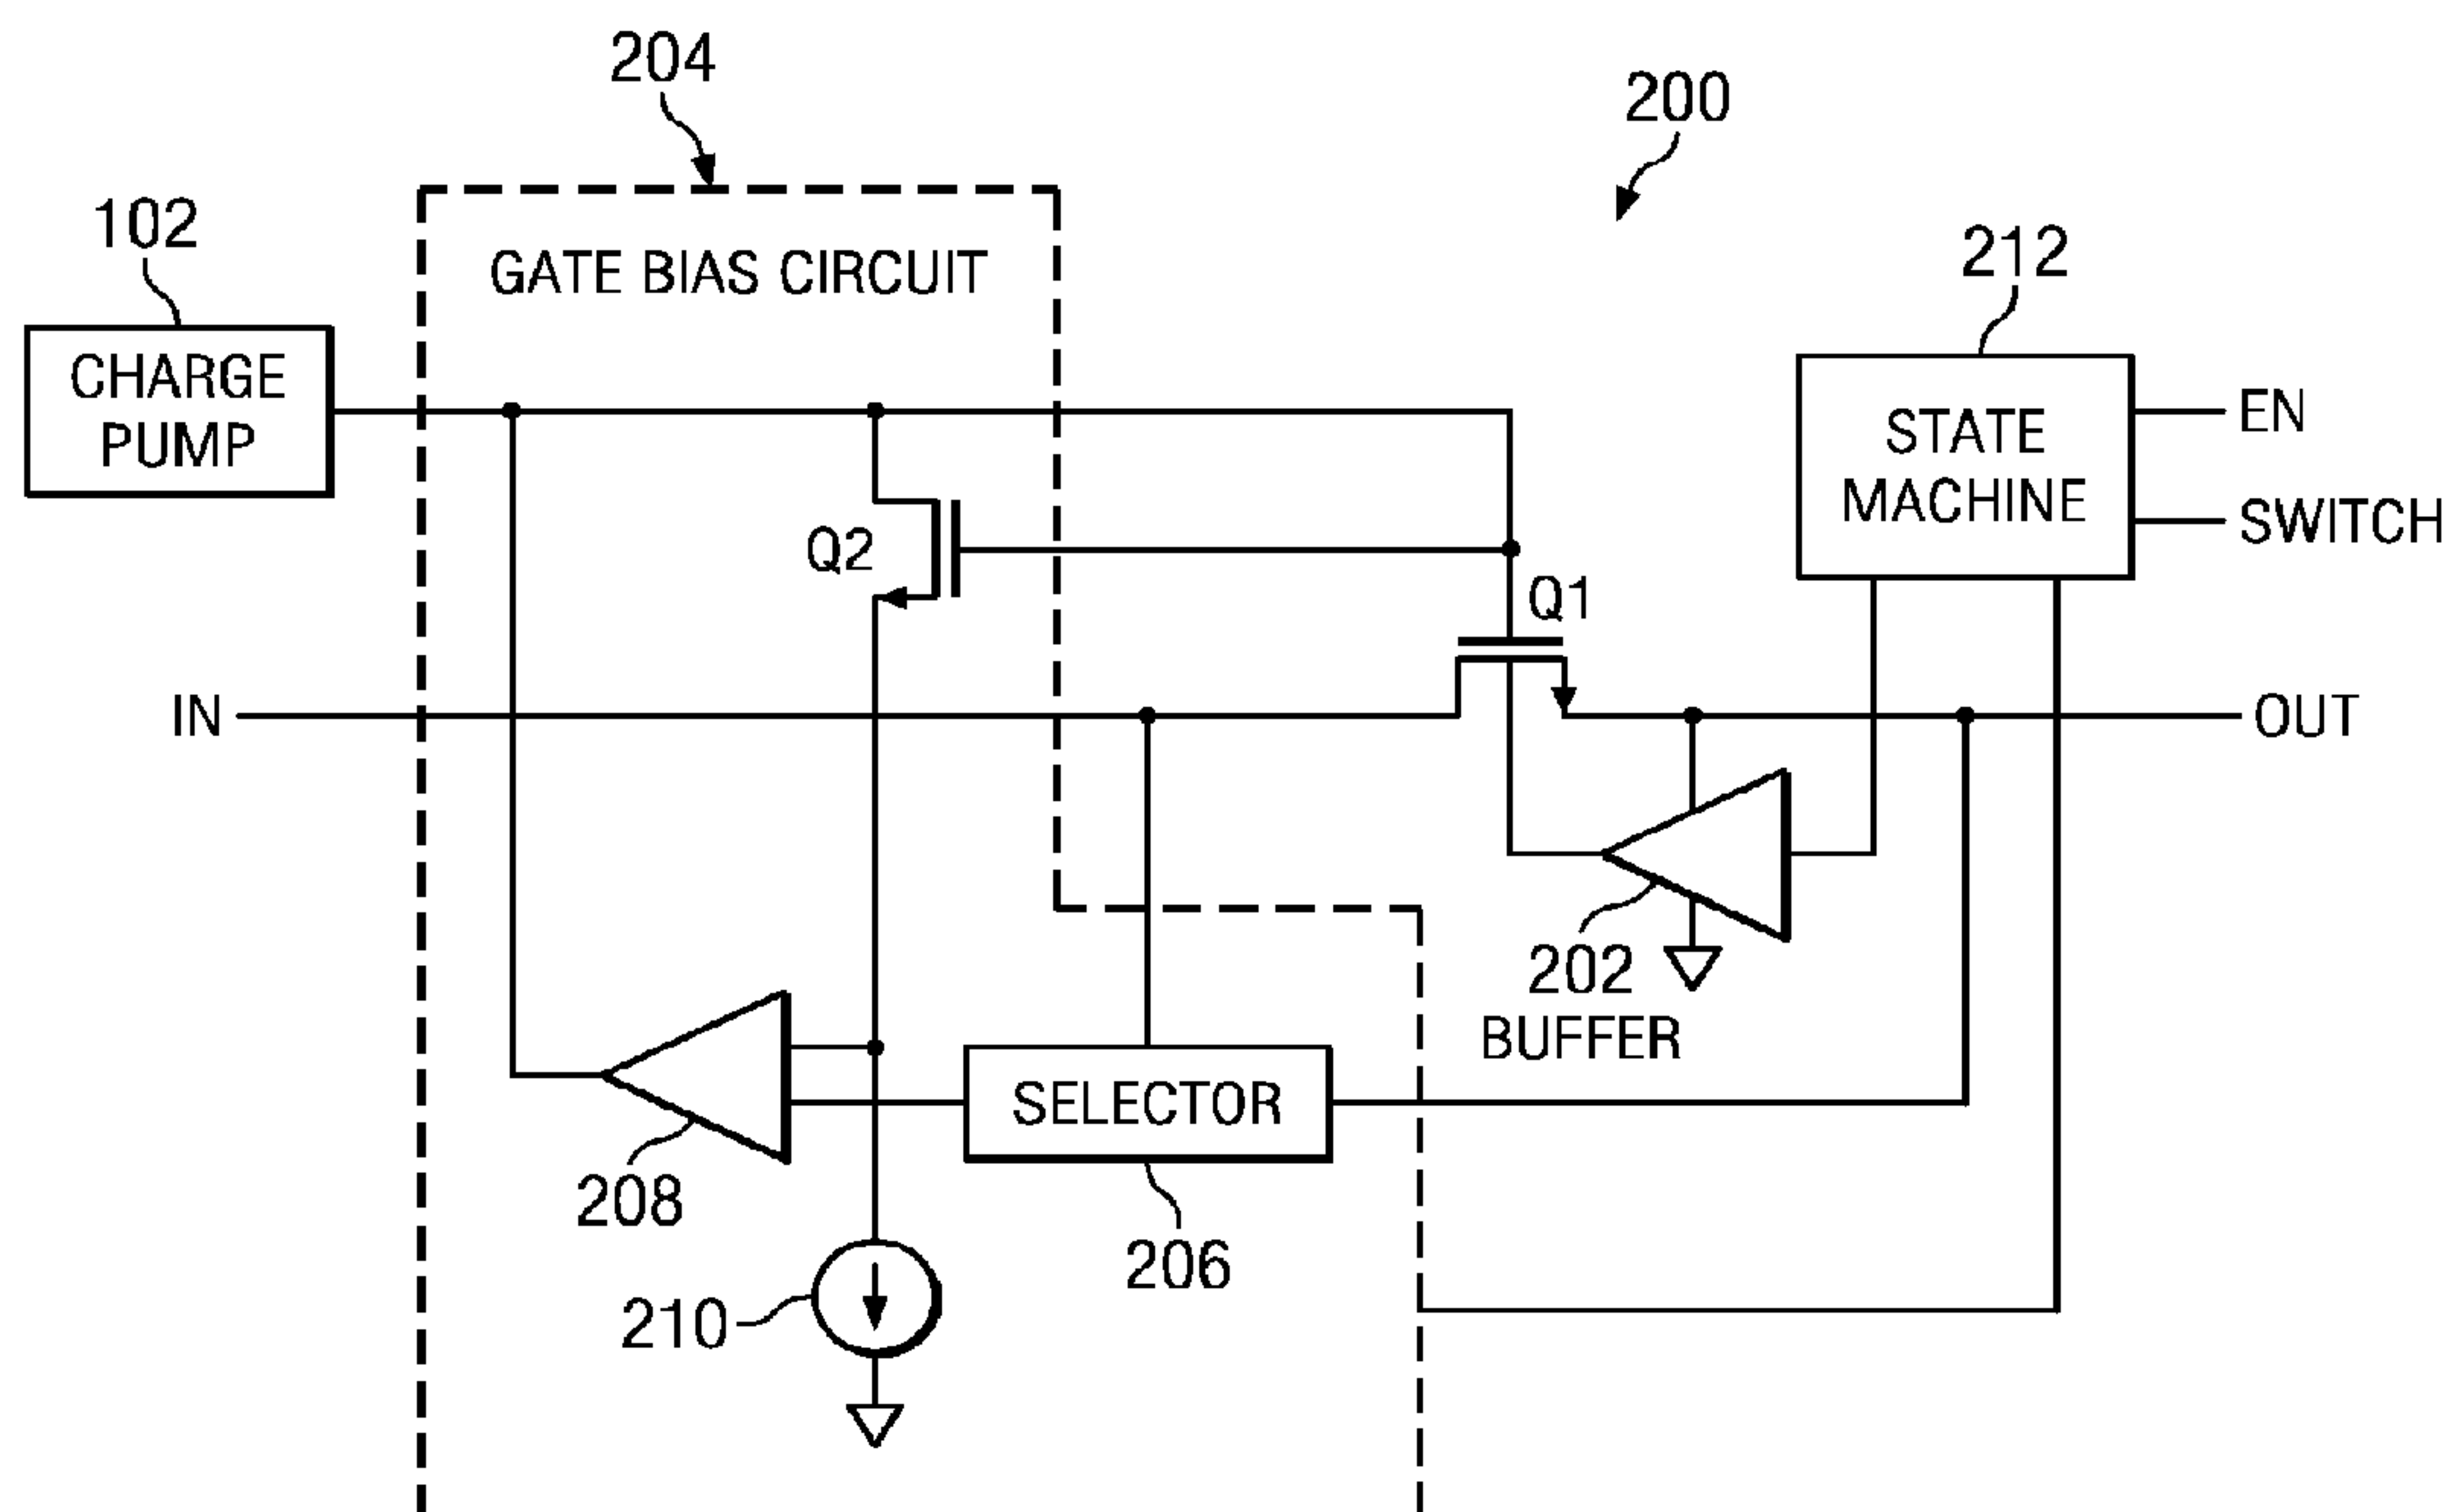 204
200
102
212
GATE BIAS CIRCUIT
CHARGE
PUMP
STATE
MACHINE
EN
SWITCH
Q2
Q1
IN
OUT
202
BUFFER
SELECTOR
208
206
210